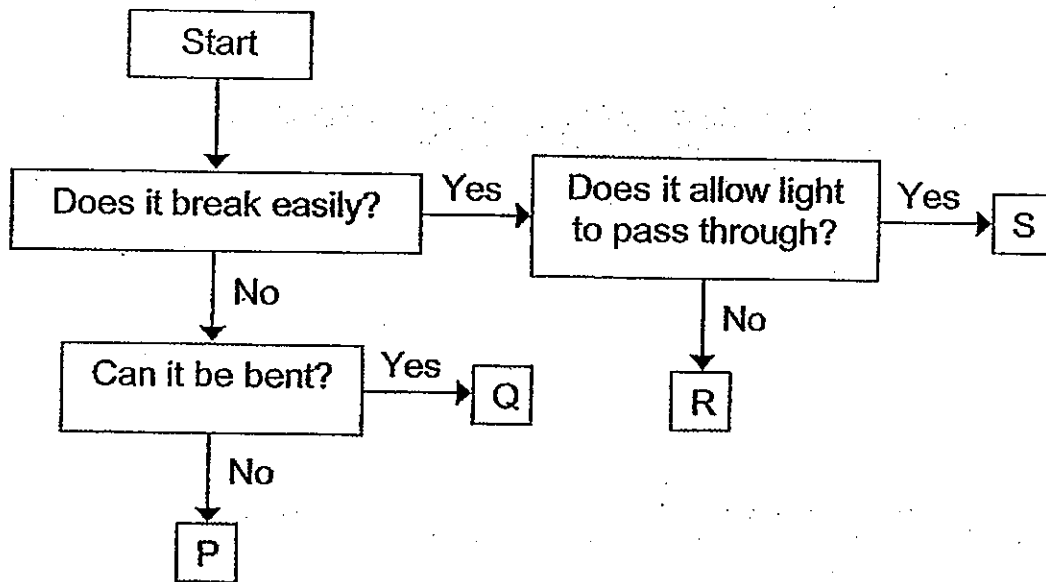 Start
Does it break easily?
Yes
Does it allow light
to pass through?
Yes
S
No
No
Can it be bent?
Yes
Q
R
No
P